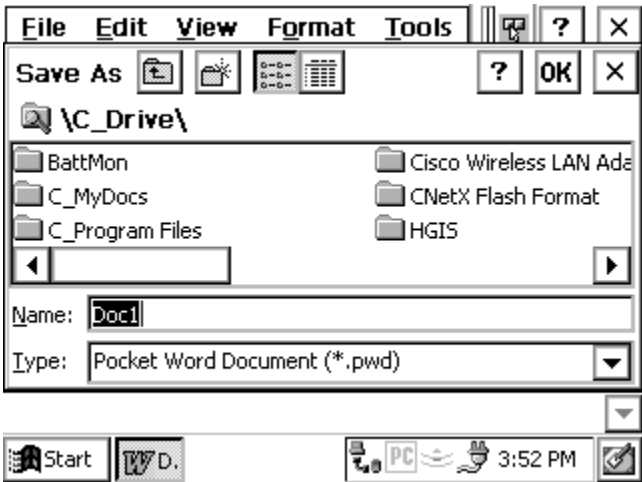 File Edit View Format Tools ? ×
Save As ? OK ×
\C_Drive\
BattMon Cisco Wireless LAN Ada
C_MyDocs CNetX Flash Format
C_Program Files HGIS
Name: Doc1
Type: Pocket Word Document (*.pwd)
Start D. PC 3:52 PM